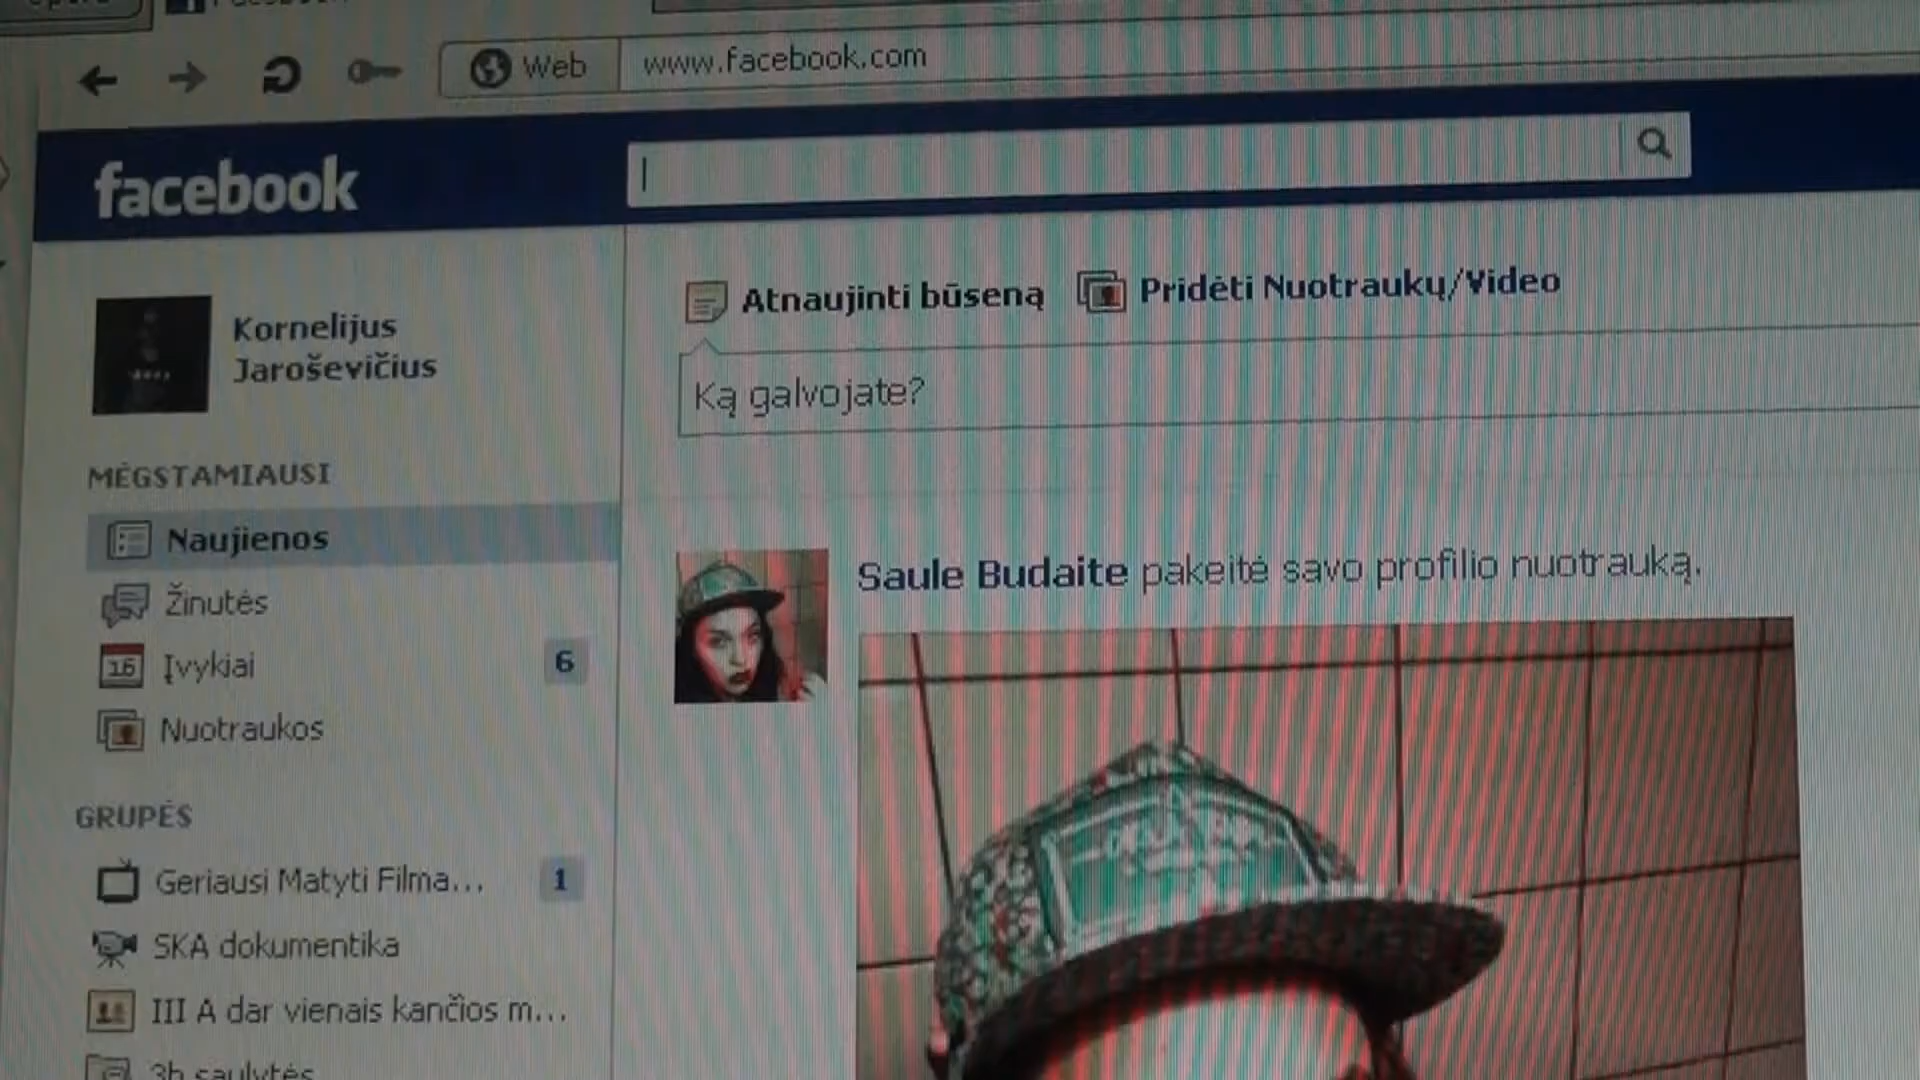 Web
www.facebook.com
facebook
Kornelijus
Jaroševičius
Atnaujinti būseną
Pridėti Nuotraukų/Video
Ką galvojate?
MĖGSTAMIAUSI
Naujienos
Žinutės
16 Įvykiai 6
Nuotraukos
Saule Budaite pakeitė savo profilio nuotrauką.
GRUPĖS
Geriausi Matyti Filma... 1
SKA dokumentika
III A dar vienais kančios m...
3b saulytės